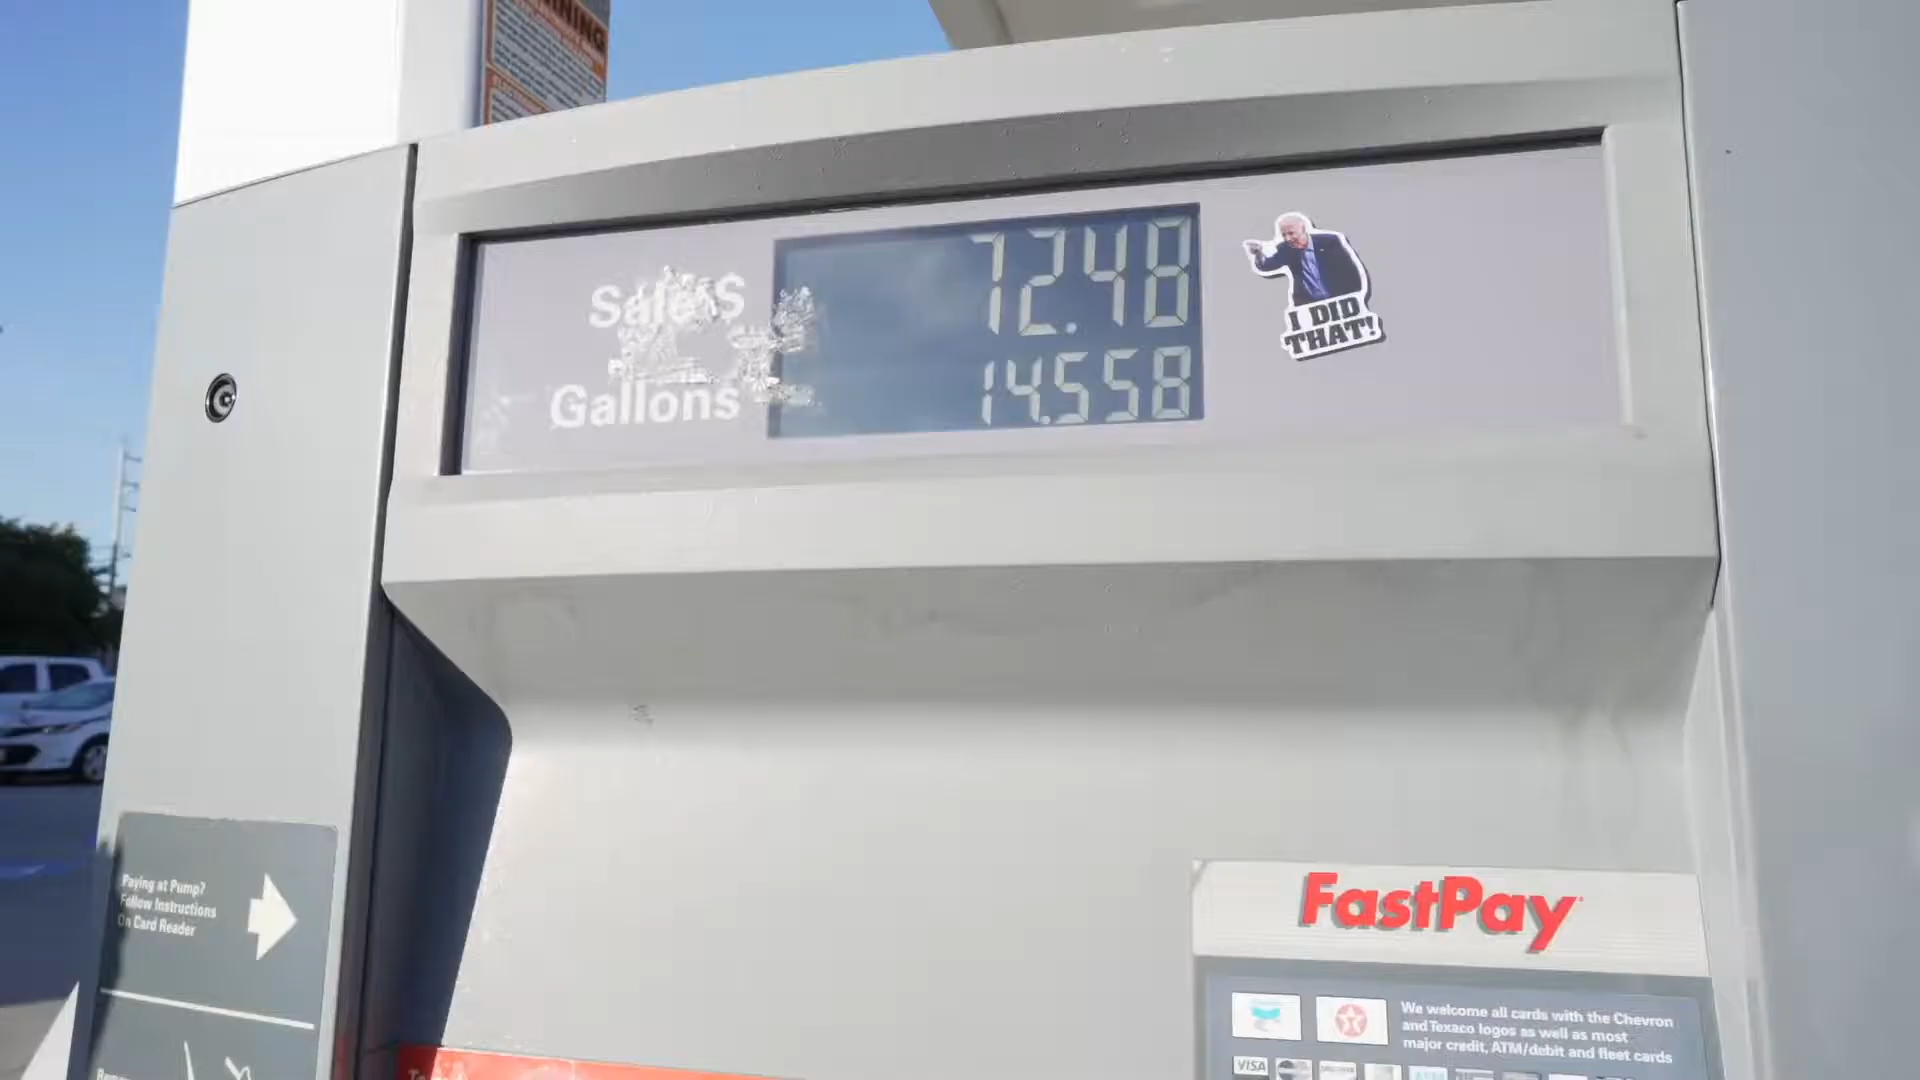 Sale $
72.48
Gallons
14.558
I DID
THAT!
Paying at Pump?
Follow Instructions
On Card Reader
FastPay
We welcome all cards with the Chevron
and Texaco logos as well as most
major credit, ATM/debit and fleet cards
VISA